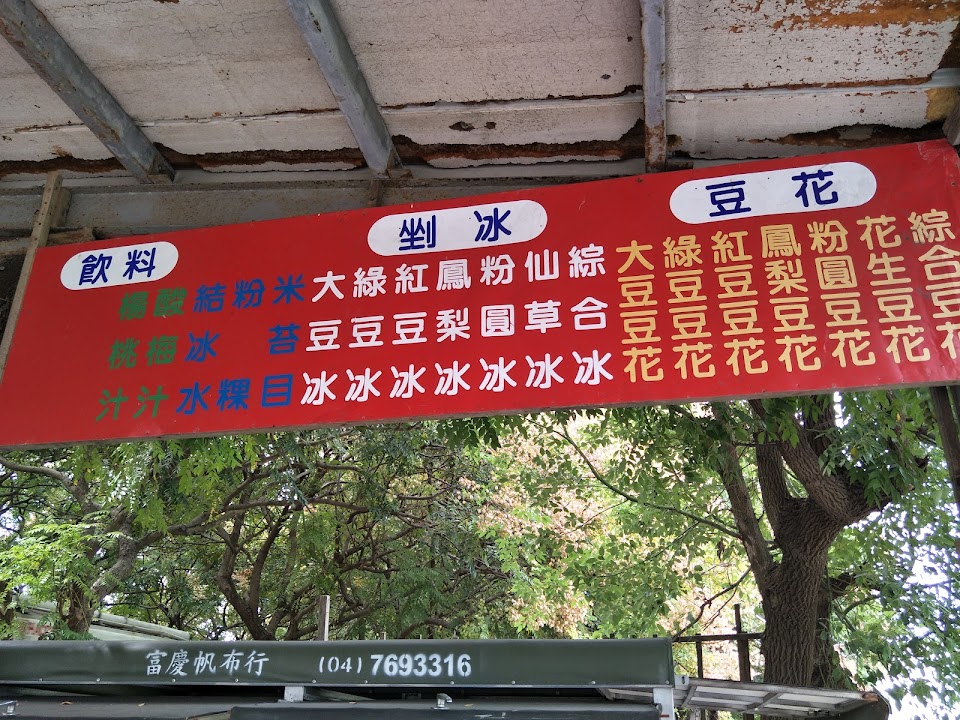 飲料
楊桃汁
酸梅汁
結冰水
粉粿
米苔目
剉冰
大豆冰
綠豆冰
紅豆冰
鳳梨冰
粉圓冰
仙草冰
綜合冰
豆花
大豆豆花
綠豆豆花
紅豆豆花
鳳梨豆花
粉圓豆花
花生豆花
綜合豆花
富慶帆布行 (04) 7693316